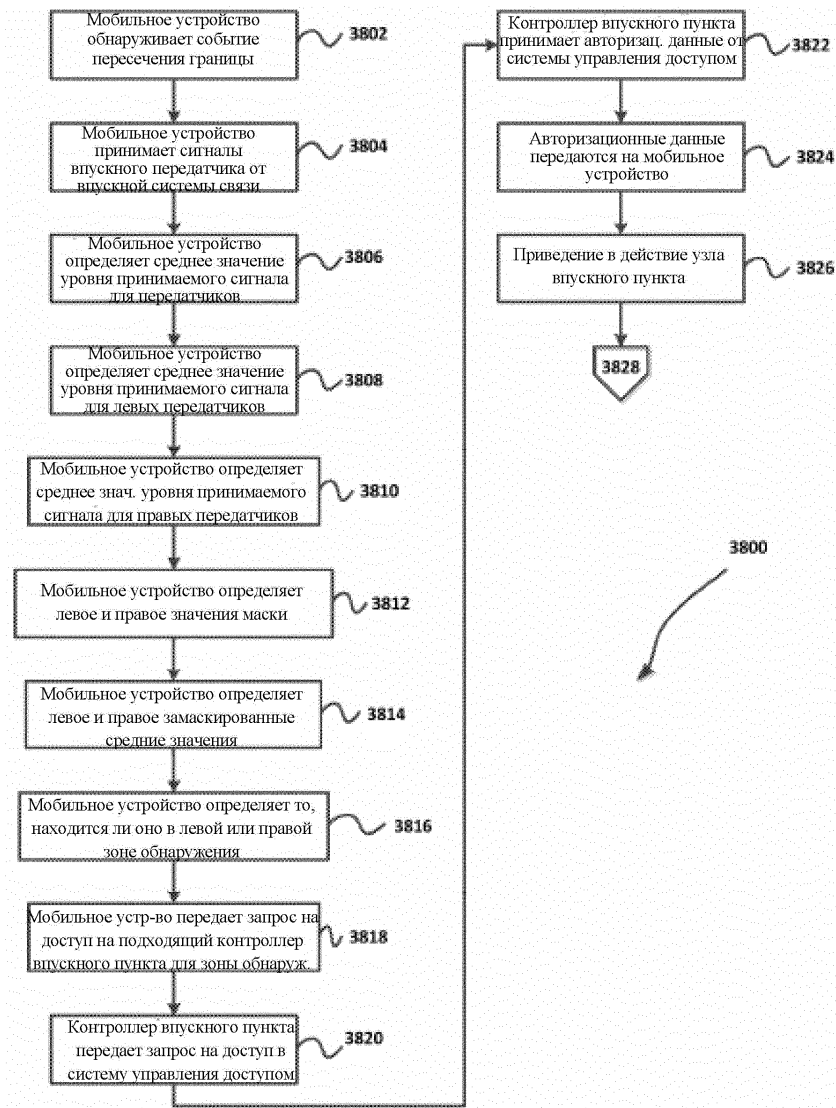 Мобильное устройство
обнаруживает событие
пересечения границы
3802
Мобильное устройство
принимает сигналы
впускного передатчика от
впускной системы связи
3804
Мобильное устройство
определяет среднее значение
уровня принимаемого сигнала
для передатчиков
3806
Мобильное устройство
определяет среднее значение
уровня принимаемого сигнала
для левых передатчиков
3808
Мобильное устройство определяет
среднее знач. уровня принимаемого
сигнала для правых передатчиков
3810
Мобильное устройство определяет
левое и правое значения маски
3812
Мобильное устройство определяет
левое и правое замаскированные
средние значения
3814
Мобильное устройство определяет то,
находится ли оно в левой или правой
зоне обнаружения
3816
Мобильное устр-во передает запрос на
доступ на подходящий контроллер
впускного пункта для зоны обнаруж.
3818
Контроллер впускного пункта
передает запрос на доступ в
систему управления доступом
3820
Контроллер впускного пункта
принимает авторизац. данные от
системы управления доступом
3822
Авторизационные данные
передаются на мобильное
устройство
3824
Приведение в действие узла
впускного пункта
3826
3828
3800